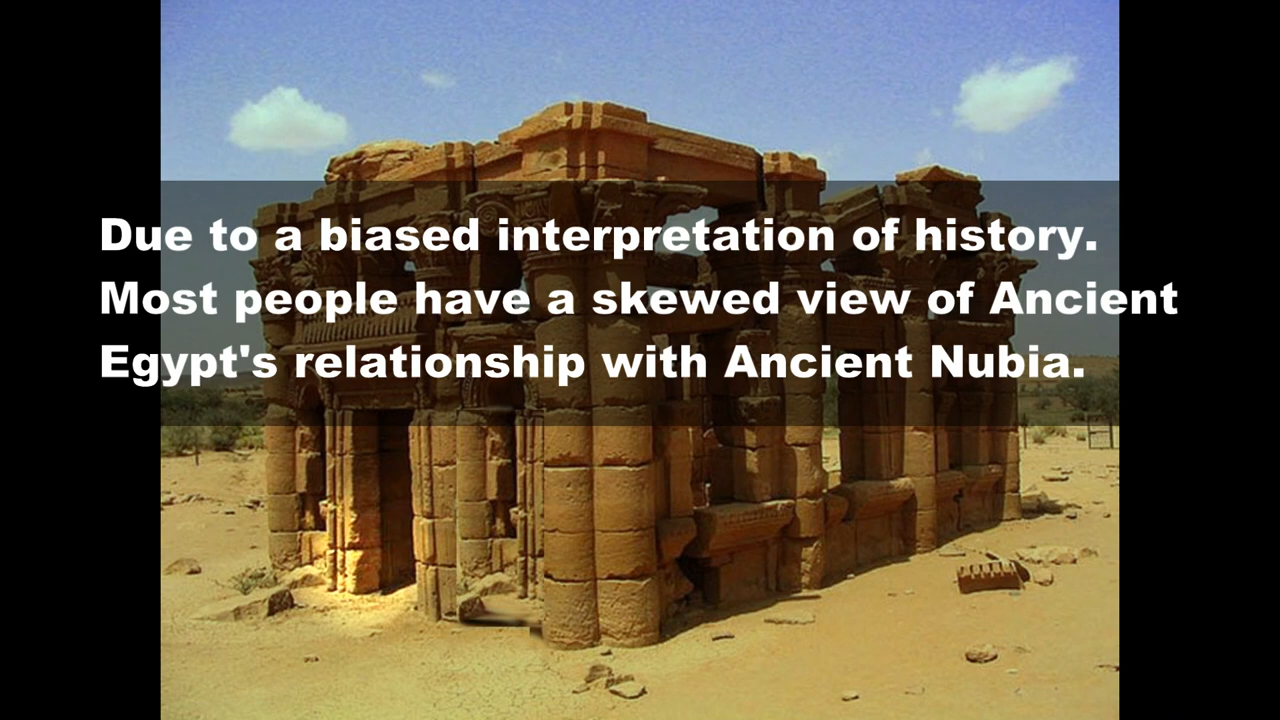 Due to a biased interpretation of history.
Most people have a skewed view of Ancient
Egypt's relationship with Ancient Nubia.